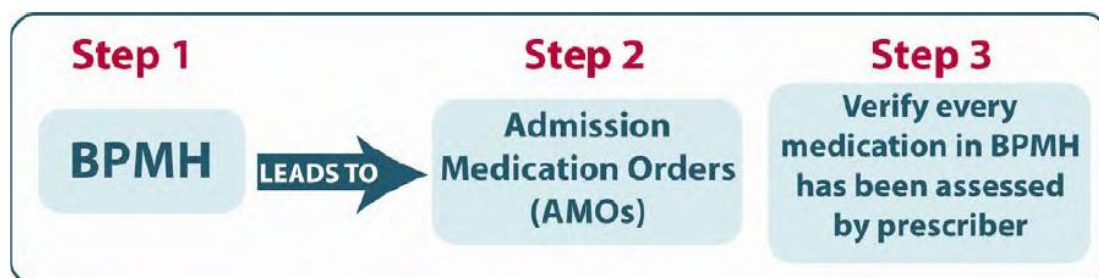 Step 1
BPMH
LEADS TO
Step 2
Admission
Medication Orders
(AMOs)
Step 3
Verify every
medication in BPMH
has been assessed
by prescriber